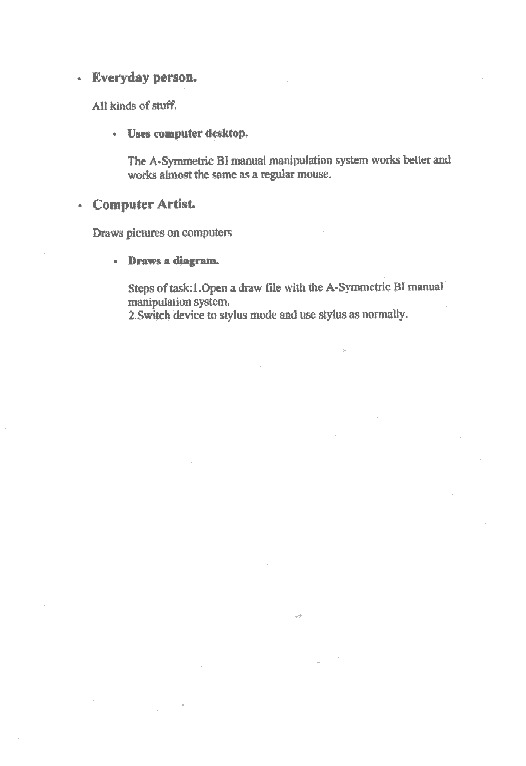 • Everyday person.
All kinds of stuff.
• Uses computer desktop.
The A-Symmetric BI manual manipulation system works better and
works almost the same as a regular mouse.
• Computer Artist.
Draws pictures on computers
• Draws a diagram.
Steps of task:1.Open a draw file with the A-Symmetric BI manual
manipulation system.
2.Switch device to stylus mode and use stylus as normally.